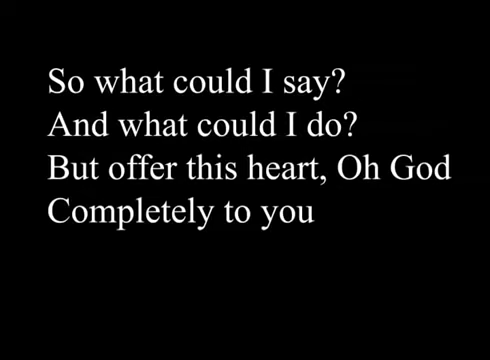 So what could I say?
And what could I do?
But offer this heart, Oh God
Completely to you